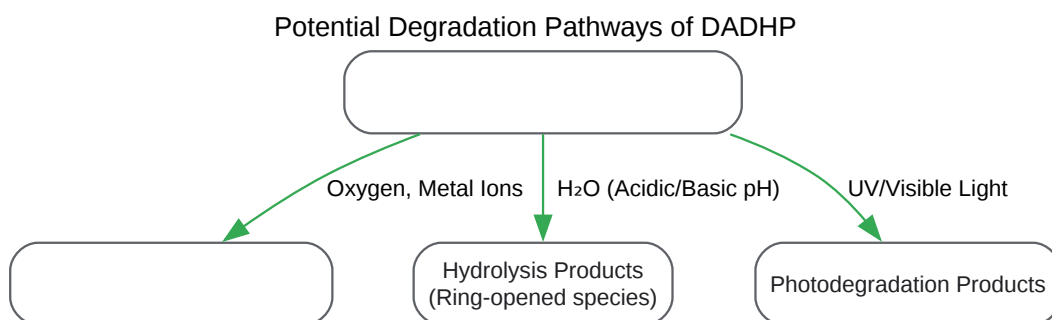 Potential Degradation Pathways of DADHP
Oxygen, Metal Ions
H₂O (Acidic/Basic pH)
UV/Visible Light
Hydrolysis Products
(Ring-opened species)
Photodegradation Products